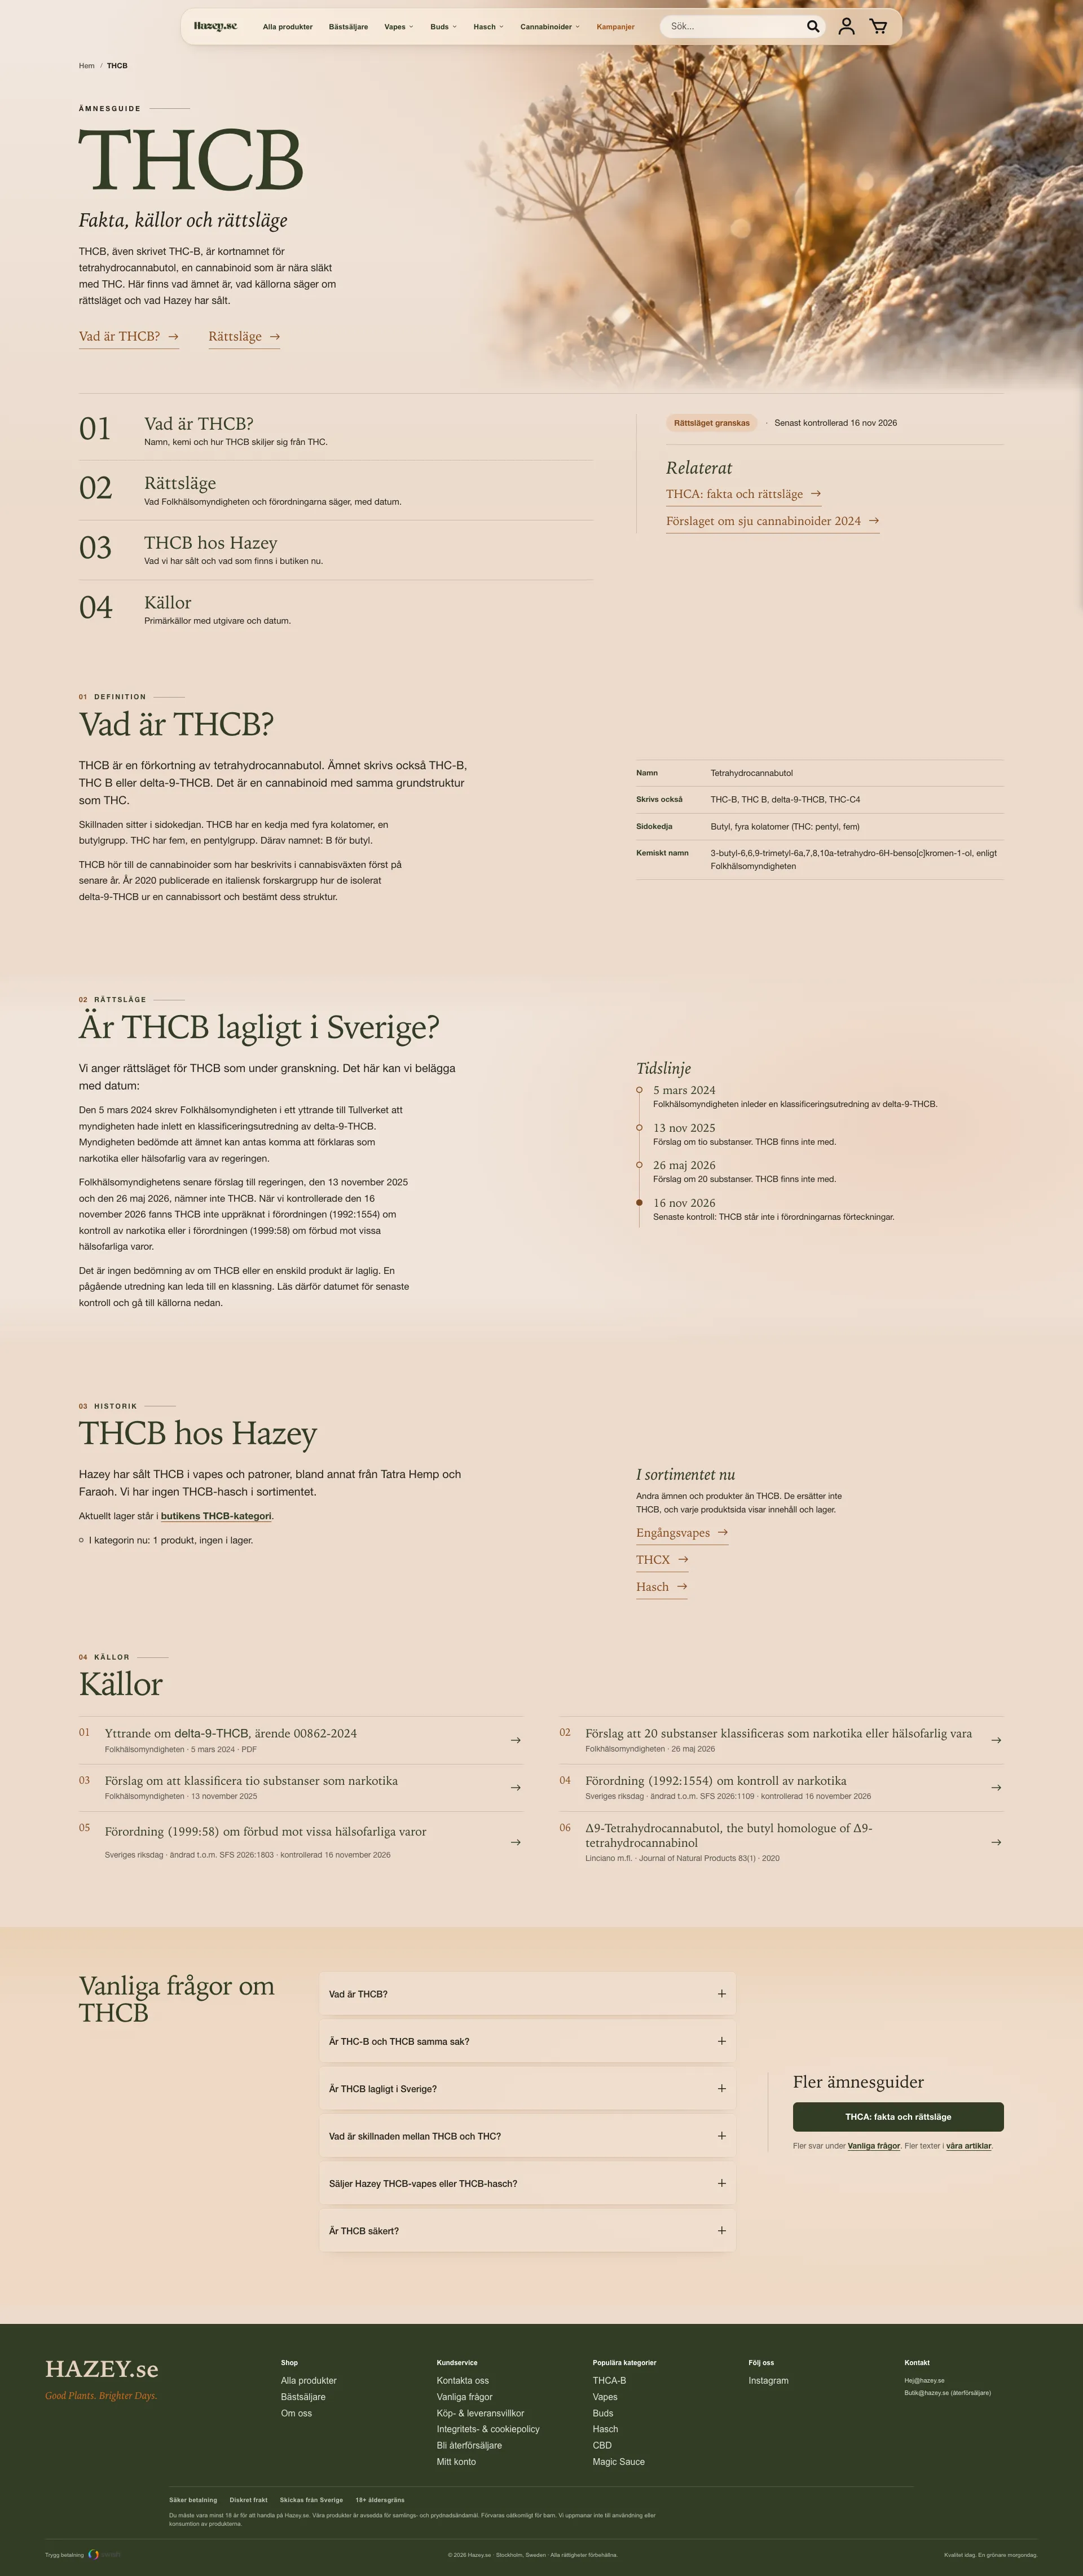 Hazey.se
Alla produkter
Bästsäljare
Vapes
Buds
Hasch
Cannabinoider
Kampanjer
Sök...
Hem / THCB
ÄMNESGUIDE
THCB
Fakta, källor och rättsläge
THCB, även skrivet THC-B, är kortnamnet för
tetrahydrocannabutol, en cannabinoid som är nära släkt
med THC. Här finns vad ämnet är, vad källorna säger om
rättsläget och vad Hazey har sålt.
Vad är THCB? →
Rättsläge →
01 Vad är THCB?
Namn, kemi och hur THCB skiljer sig från THC.
02 Rättsläge
Vad Folkhälsomyndigheten och förordningarna säger, med datum.
03 THCB hos Hazey
Vad vi har sålt och vad som finns i butiken nu.
04 Källor
Primärkällor med utgivare och datum.
Rättsläget granskas · Senast kontrollerad 16 nov 2026
Relaterat
THCA: fakta och rättsläge →
Förslaget om sju cannabinoider 2024 →
01 DEFINITION
Vad är THCB?
THCB är en förkortning av tetrahydrocannabutol. Ämnet skrivs också THC-B,
THC B eller delta-9-THCB. Det är en cannabinoid med samma grundstruktur
som THC.
Skillnaden sitter i sidokedjan. THCB har en kedja med fyra kolatomer, en
butylgrupp. THC har fem, en pentylgrupp. Därav namnet: B för butyl.
THCB hör till de cannabinoider som har beskrivits i cannabisväxten först på
senare år. År 2020 publicerade en italiensk forskargrupp hur de isolerat
delta-9-THCB ur en cannabissort och bestämt dess struktur.
Namn Tetrahydrocannabutol
Skrivs också THC-B, THC B, delta-9-THCB, THC-C4
Sidokedja Butyl, fyra kolatomer (THC: pentyl, fem)
Kemiskt namn 3-butyl-6,6,9-trimetyl-6a,7,8,10a-tetrahydro-6H-benso[c]kromen-1-ol, enligt
Folkhälsomyndigheten
02 RÄTTSLÄGE
Är THCB lagligt i Sverige?
Vi anger rättsläget för THCB som under granskning. Det här kan vi belägga
med datum:
Den 5 mars 2024 skrev Folkhälsomyndigheten i ett yttrande till Tullverket att
myndigheten hade inlett en klassificeringsutredning av delta-9-THCB.
Myndigheten bedömde att ämnet kan antas komma att förklaras som
narkotika eller hälsofarlig vara av regeringen.
Folkhälsomyndighetens senare förslag till regeringen, den 13 november 2025
och den 26 maj 2026, nämner inte THCB. När vi kontrollerade den 16
november 2026 fanns THCB inte uppräknat i förordningen (1992:1554) om
kontroll av narkotika eller i förordningen (1999:58) om förbud mot vissa
hälsofarliga varor.
Det är ingen bedömning av om THCB eller en enskild produkt är laglig. En
pågående utredning kan leda till en klassning. Läs därför datumet för senaste
kontroll och gå till källorna nedan.
Tidslinje
5 mars 2024
Folkhälsomyndigheten inleder en klassificeringsutredning av delta-9-THCB.
13 nov 2025
Förslag om tio substanser. THCB finns inte med.
26 maj 2026
Förslag om 20 substanser. THCB finns inte med.
16 nov 2026
Senaste kontroll: THCB står inte i förordningarnas förteckningar.
03 HISTORIK
THCB hos Hazey
Hazey har sålt THCB i vapes och patroner, bland annat från Tatra Hemp och
Faraoh. Vi har ingen THCB-hasch i sortimentet.
Aktuellt lager står i butikens THCB-kategori.
I kategorin nu: 1 produkt, ingen i lager.
I sortimentet nu
Andra ämnen och produkter än THCB. De ersätter inte
THCB, och varje produktsida visar innehåll och lager.
Engångsvapes →
THCX →
Hasch →
04 KÄLLOR
Källor
01 Yttrande om delta-9-THCB, ärende 00862-2024 →
Folkhälsomyndigheten · 5 mars 2024 · PDF
02 Förslag att 20 substanser klassificeras som narkotika eller hälsofarlig vara →
Folkhälsomyndigheten · 26 maj 2026
03 Förslag om att klassificera tio substanser som narkotika →
Folkhälsomyndigheten · 13 november 2025
04 Förordning (1992:1554) om kontroll av narkotika →
Sveriges riksdag · ändrad t.o.m. SFS 2026:1109 · kontrollerad 16 november 2026
05 Förordning (1999:58) om förbud mot vissa hälsofarliga varor →
Sveriges riksdag · ändrad t.o.m. SFS 2026:1803 · kontrollerad 16 november 2026
06 Δ9-Tetrahydrocannabutol, the butyl homologue of Δ9-
tetrahydrocannabinol →
Linciano m.fl. · Journal of Natural Products 83(1) · 2020
Vanliga frågor om
THCB
Vad är THCB? +
Är THC-B och THCB samma sak? +
Är THCB lagligt i Sverige? +
Vad är skillnaden mellan THCB och THC? +
Säljer Hazey THCB-vapes eller THCB-hasch? +
Är THCB säkert? +
Fler ämnesguider
THCA: fakta och rättsläge
Fler svar under Vanliga frågor. Fler texter i våra artiklar.
HAZEY.se
Good Plants. Brighter Days.
Shop
Alla produkter
Bästsäljare
Om oss
Kundservice
Kontakta oss
Vanliga frågor
Köp- & leveransvillkor
Integritets- & cookiepolicy
Bli återförsäljare
Mitt konto
Populära kategorier
THCA-B
Vapes
Buds
Hasch
CBD
Magic Sauce
Följ oss
Instagram
Kontakt
Hej@hazey.se
Butik@hazey.se (återförsäljare)
Säker betalning
Diskret frakt
Skickas från Sverige
18+ åldersgräns
Du måste vara minst 18 år för att handla på Hazey.se. Våra produkter är avsedda för samlings- och prydnadsändamål. Förvaras oåtkomligt för barn. Vi uppmanar inte till användning eller
konsumtion av produkterna.
Trygg betalning
© 2026 Hazey.se · Stockholm, Sweden · Alla rättigheter förbehållna.
Kvalitet idag. En grönare morgondag.